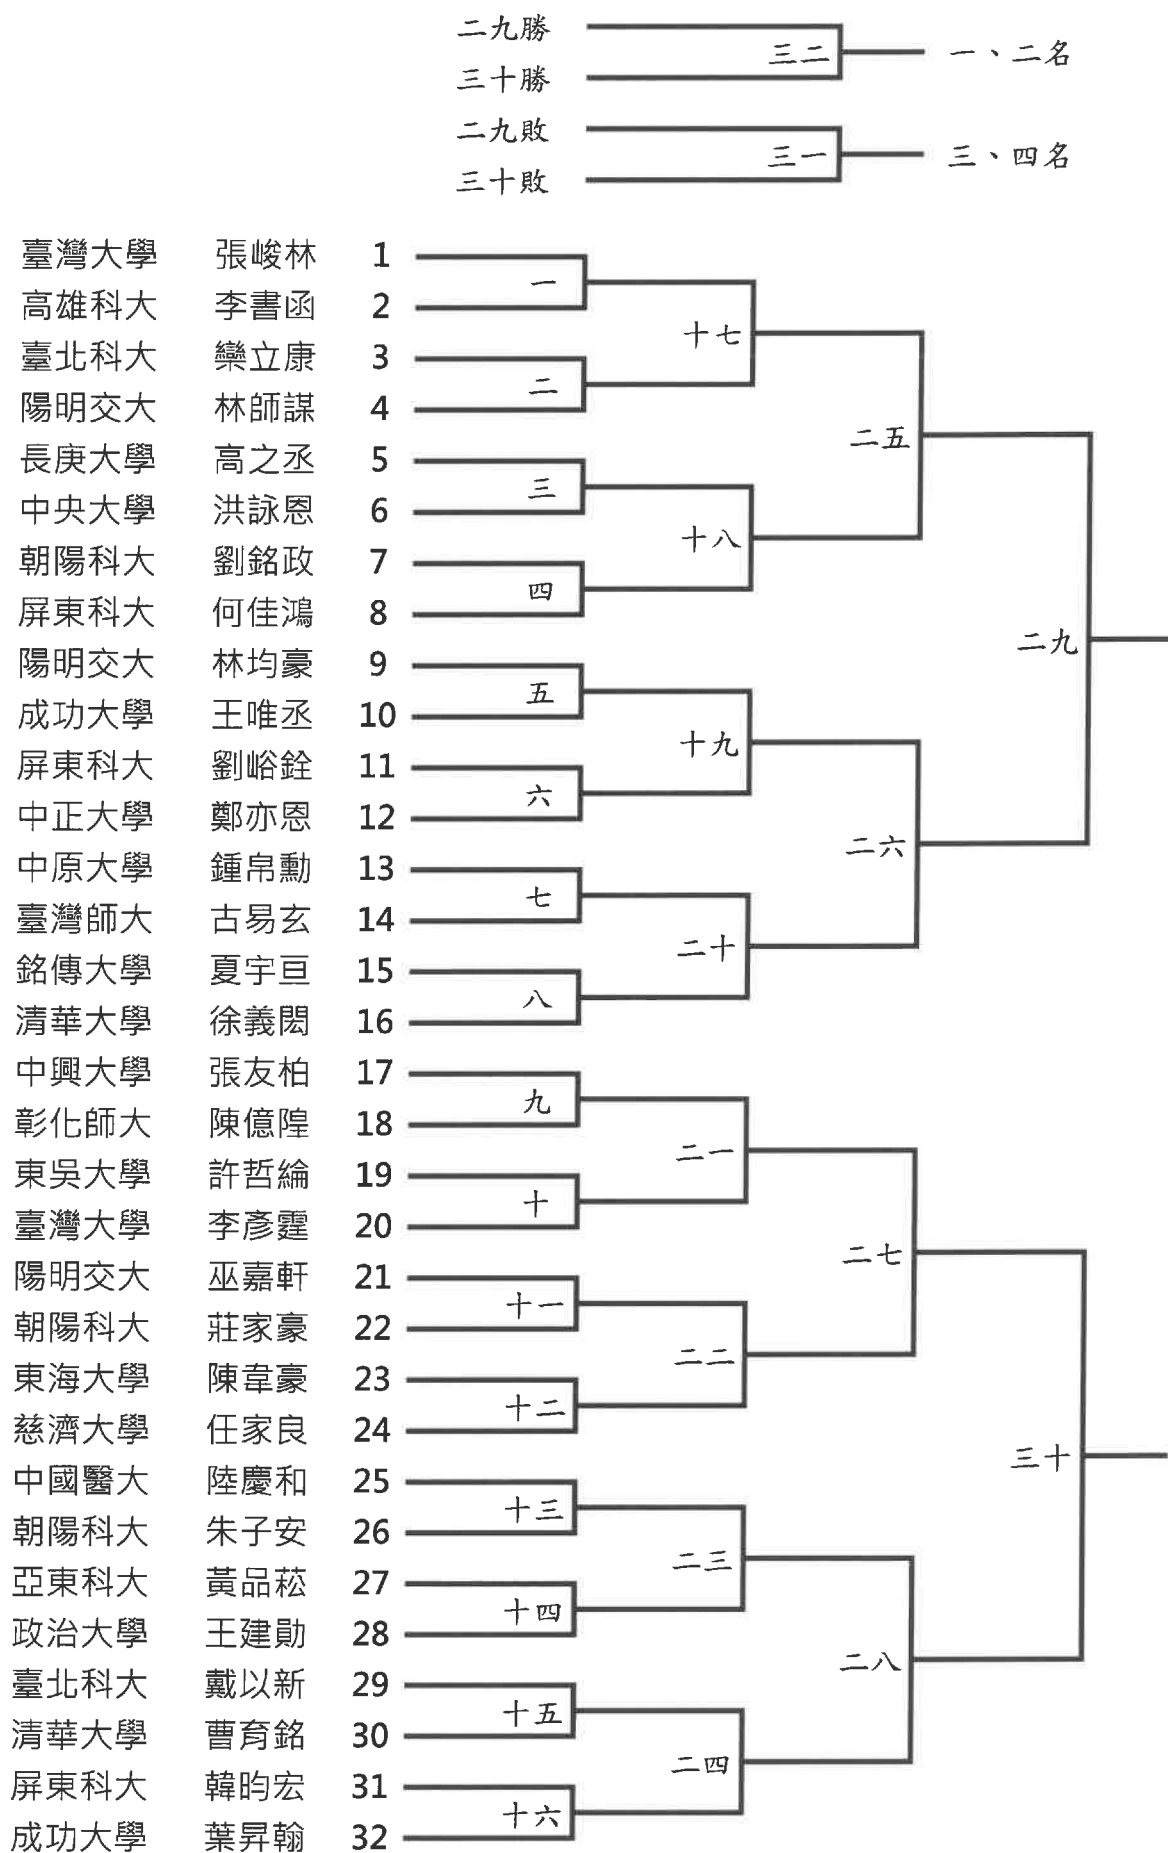 二九勝
三二 一、二名
三十勝
二九敗
三一 三、四名
三十敗
臺灣大學 張峻林 1
一
高雄科大 李書函 2
十七
臺北科大 欒立康 3
二
陽明交大 林師謀 4
二五
長庚大學 高之丞 5
三
中央大學 洪詠恩 6
十八
朝陽科大 劉銘政 7
四
屏東科大 何佳鴻 8
二九
陽明交大 林均豪 9
五
成功大學 王唯丞 10
十九
屏東科大 劉峪銓 11
六
中正大學 鄭亦恩 12
二六
中原大學 鍾帛勳 13
七
臺灣師大 古易玄 14
二十
銘傳大學 夏宇亘 15
八
清華大學 徐義閎 16
中興大學 張友柏 17
九
彰化師大 陳億隍 18
二一
東吳大學 許哲綸 19
十
臺灣大學 李彥霆 20
二七
陽明交大 巫嘉軒 21
十一
朝陽科大 莊家豪 22
二二
東海大學 陳韋豪 23
十二
慈濟大學 任家良 24
三十
中國醫大 陸慶和 25
十三
朝陽科大 朱子安 26
二三
亞東科大 黃品菘 27
十四
政治大學 王建勛 28
二八
臺北科大 戴以新 29
十五
清華大學 曹育銘 30
二四
屏東科大 韓昀宏 31
十六
成功大學 葉昇翰 32